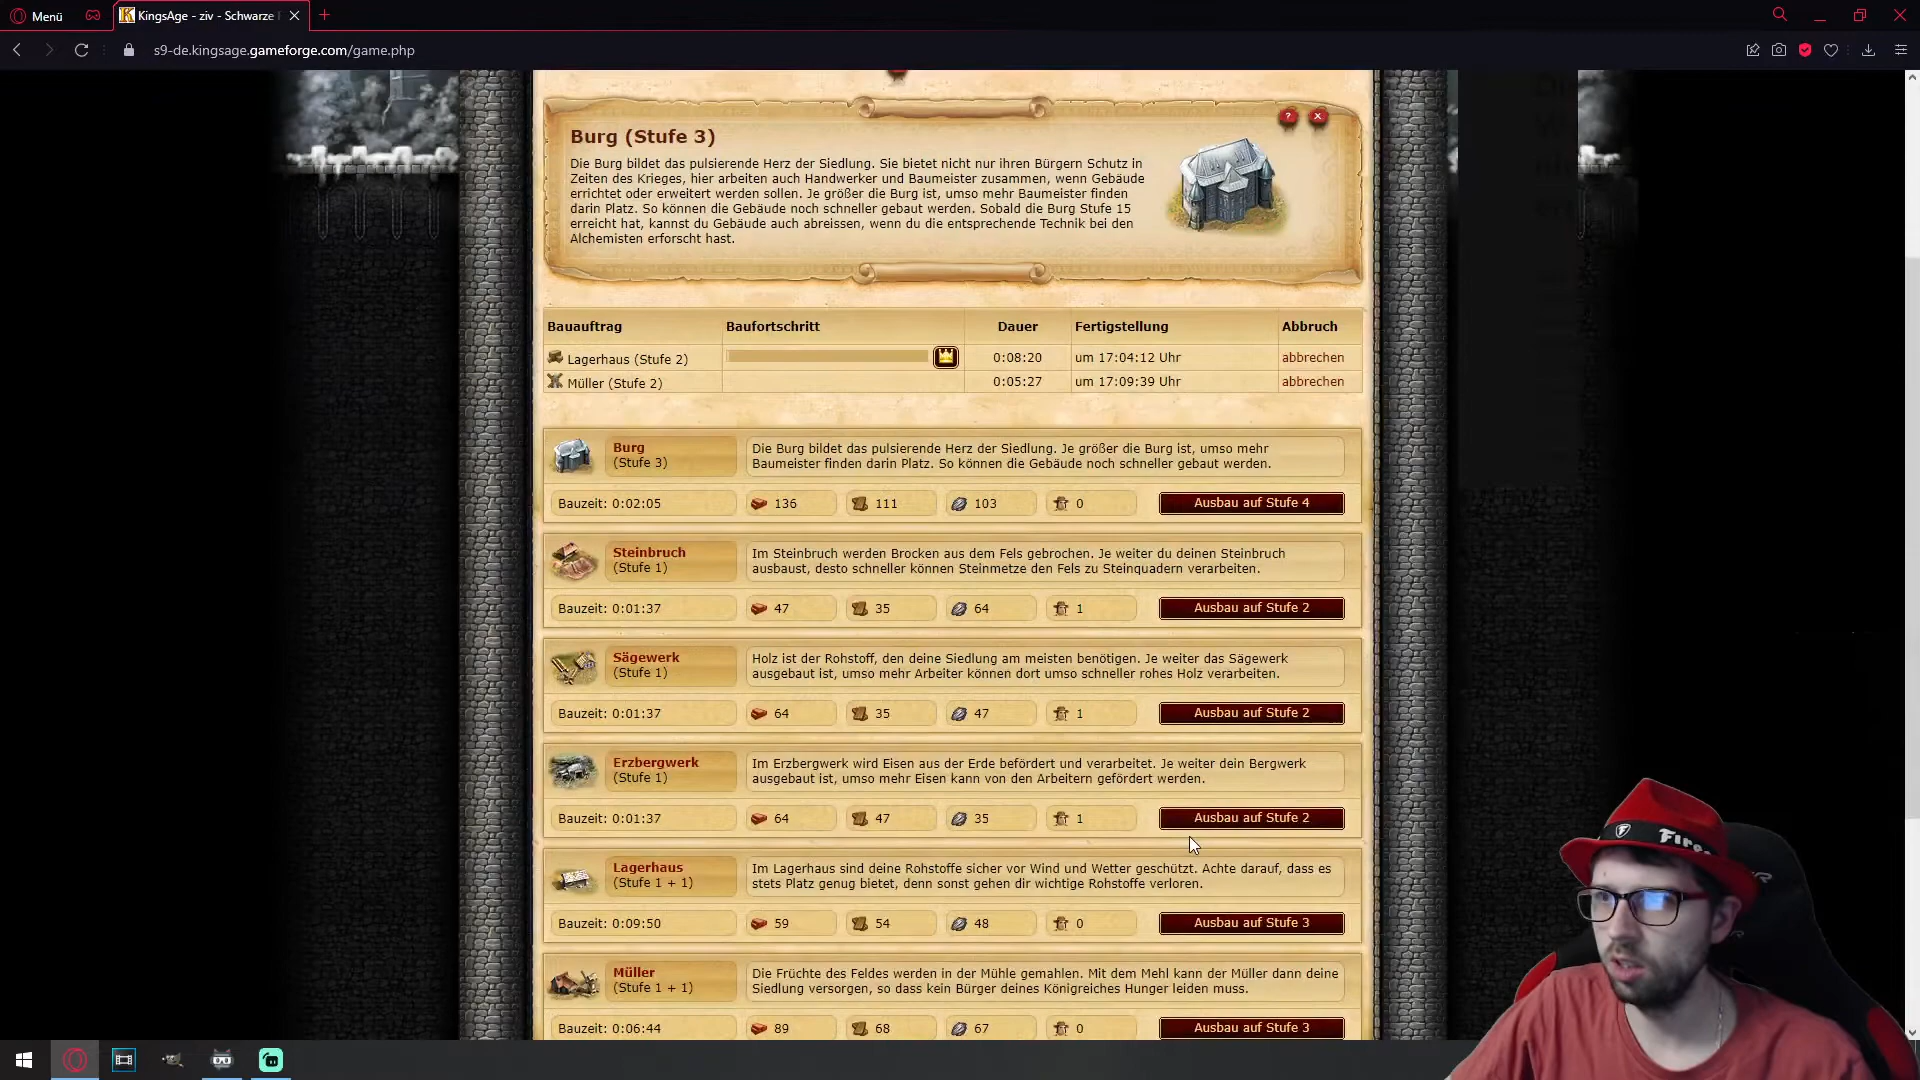 Menü
KingsAge - ziv - Schwarze
s9-de.kingsage.gameforge.com/game.php
Burg (Stufe 3)
Die Burg bildet das pulsierende Herz der Siedlung. Sie bietet nicht nur ihren Bürgern Schutz in
Zeiten des Krieges, hier arbeiten auch Handwerker und Baumeister zusammen, wenn Gebäude
errichtet oder erweitert werden sollen. Je größer die Burg ist, umso mehr Baumeister finden
darin Platz. So können die Gebäude noch schneller gebaut werden. Sobald die Burg Stufe 15
erreicht hat, kannst du Gebäude auch abreissen, wenn du die entsprechende Technik bei den
Alchemisten erforscht hast.
Bauauftrag Baufortschritt Dauer Fertigstellung Abbruch
Lagerhaus (Stufe 2) 0:08:20 um 17:04:12 Uhr abbrechen
Müller (Stufe 2) 0:05:27 um 17:09:39 Uhr abbrechen
Burg
(Stufe 3)
Die Burg bildet das pulsierende Herz der Siedlung. Je größer die Burg ist, umso mehr
Baumeister finden darin Platz. So können die Gebäude noch schneller gebaut werden.
Bauzeit: 0:02:05 136 111 103 0 Ausbau auf Stufe 4
Steinbruch
(Stufe 1)
Im Steinbruch werden Brocken aus dem Fels gebrochen. Je weiter du deinen Steinbruch
ausbaust, desto schneller können Steinmetze den Fels zu Steinquadern verarbeiten.
Bauzeit: 0:01:37 47 35 64 1 Ausbau auf Stufe 2
Sägewerk
(Stufe 1)
Holz ist der Rohstoff, den deine Siedlung am meisten benötigen. Je weiter das Sägewerk
ausgebaut ist, umso mehr Arbeiter können dort umso schneller rohes Holz verarbeiten.
Bauzeit: 0:01:37 64 35 47 1 Ausbau auf Stufe 2
Erzbergwerk
(Stufe 1)
Im Erzbergwerk wird Eisen aus der Erde befördert und verarbeitet. Je weiter dein Bergwerk
ausgebaut ist, umso mehr Eisen kann von den Arbeitern gefördert werden.
Bauzeit: 0:01:37 64 47 35 1 Ausbau auf Stufe 2
Lagerhaus
(Stufe 1 + 1)
Im Lagerhaus sind deine Rohstoffe sicher vor Wind und Wetter geschützt. Achte darauf, dass es
stets Platz genug bietet, denn sonst gehen dir wichtige Rohstoffe verloren.
Bauzeit: 0:09:50 59 54 48 0 Ausbau auf Stufe 3
Müller
(Stufe 1 + 1)
Die Früchte des Feldes werden in der Mühle gemahlen. Mit dem Mehl kann der Müller dann deine
Siedlung versorgen, so dass kein Bürger deines Königreiches Hunger leiden muss.
Bauzeit: 0:06:44 89 68 67 0 Ausbau auf Stufe 3